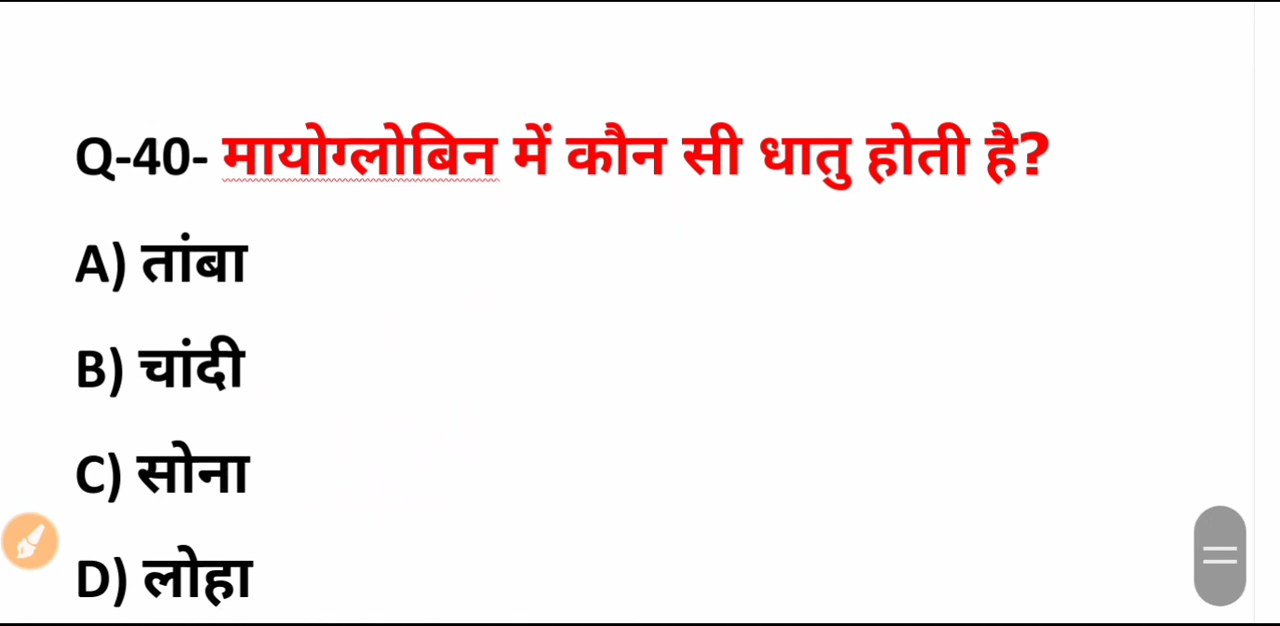 Q-40- मायोग्लोबिन में कौन सी धातु होती है?
A) तांबा
B) चांदी
C) सोना
D) लोहा